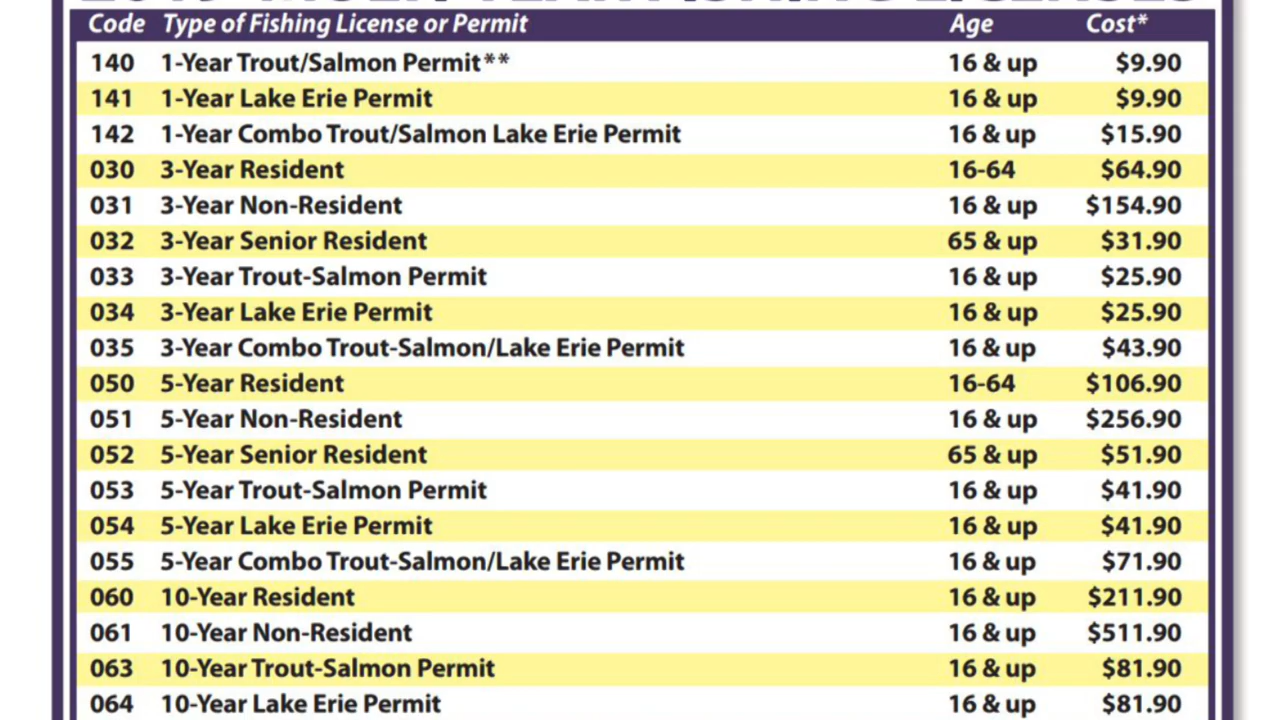 Code Type of Fishing License or Permit Age Cost*
140 1-Year Trout/Salmon Permit** 16 & up $9.90
141 1-Year Lake Erie Permit 16 & up $9.90
142 1-Year Combo Trout/Salmon Lake Erie Permit 16 & up $15.90
030 3-Year Resident 16-64 $64.90
031 3-Year Non-Resident 16 & up $154.90
032 3-Year Senior Resident 65 & up $31.90
033 3-Year Trout-Salmon Permit 16 & up $25.90
034 3-Year Lake Erie Permit 16 & up $25.90
035 3-Year Combo Trout-Salmon/Lake Erie Permit 16 & up $43.90
050 5-Year Resident 16-64 $106.90
051 5-Year Non-Resident 16 & up $256.90
052 5-Year Senior Resident 65 & up $51.90
053 5-Year Trout-Salmon Permit 16 & up $41.90
054 5-Year Lake Erie Permit 16 & up $41.90
055 5-Year Combo Trout-Salmon/Lake Erie Permit 16 & up $71.90
060 10-Year Resident 16 & up $211.90
061 10-Year Non-Resident 16 & up $511.90
063 10-Year Trout-Salmon Permit 16 & up $81.90
064 10-Year Lake Erie Permit 16 & up $81.90